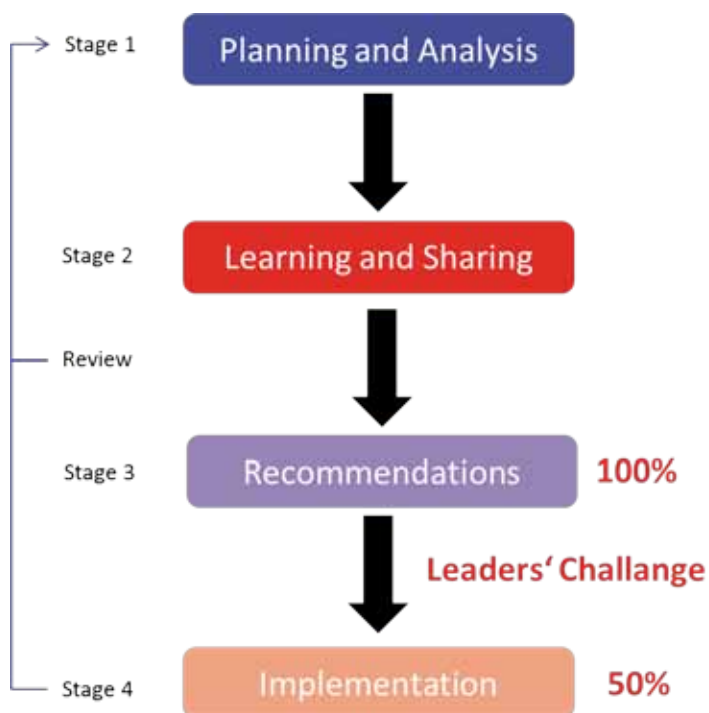 Stage 1
Planning and Analysis
Stage 2
Learning and Sharing
Review
Stage 3
Recommendations
100%
Leaders‘ Challange
Stage 4
Implementation
50%